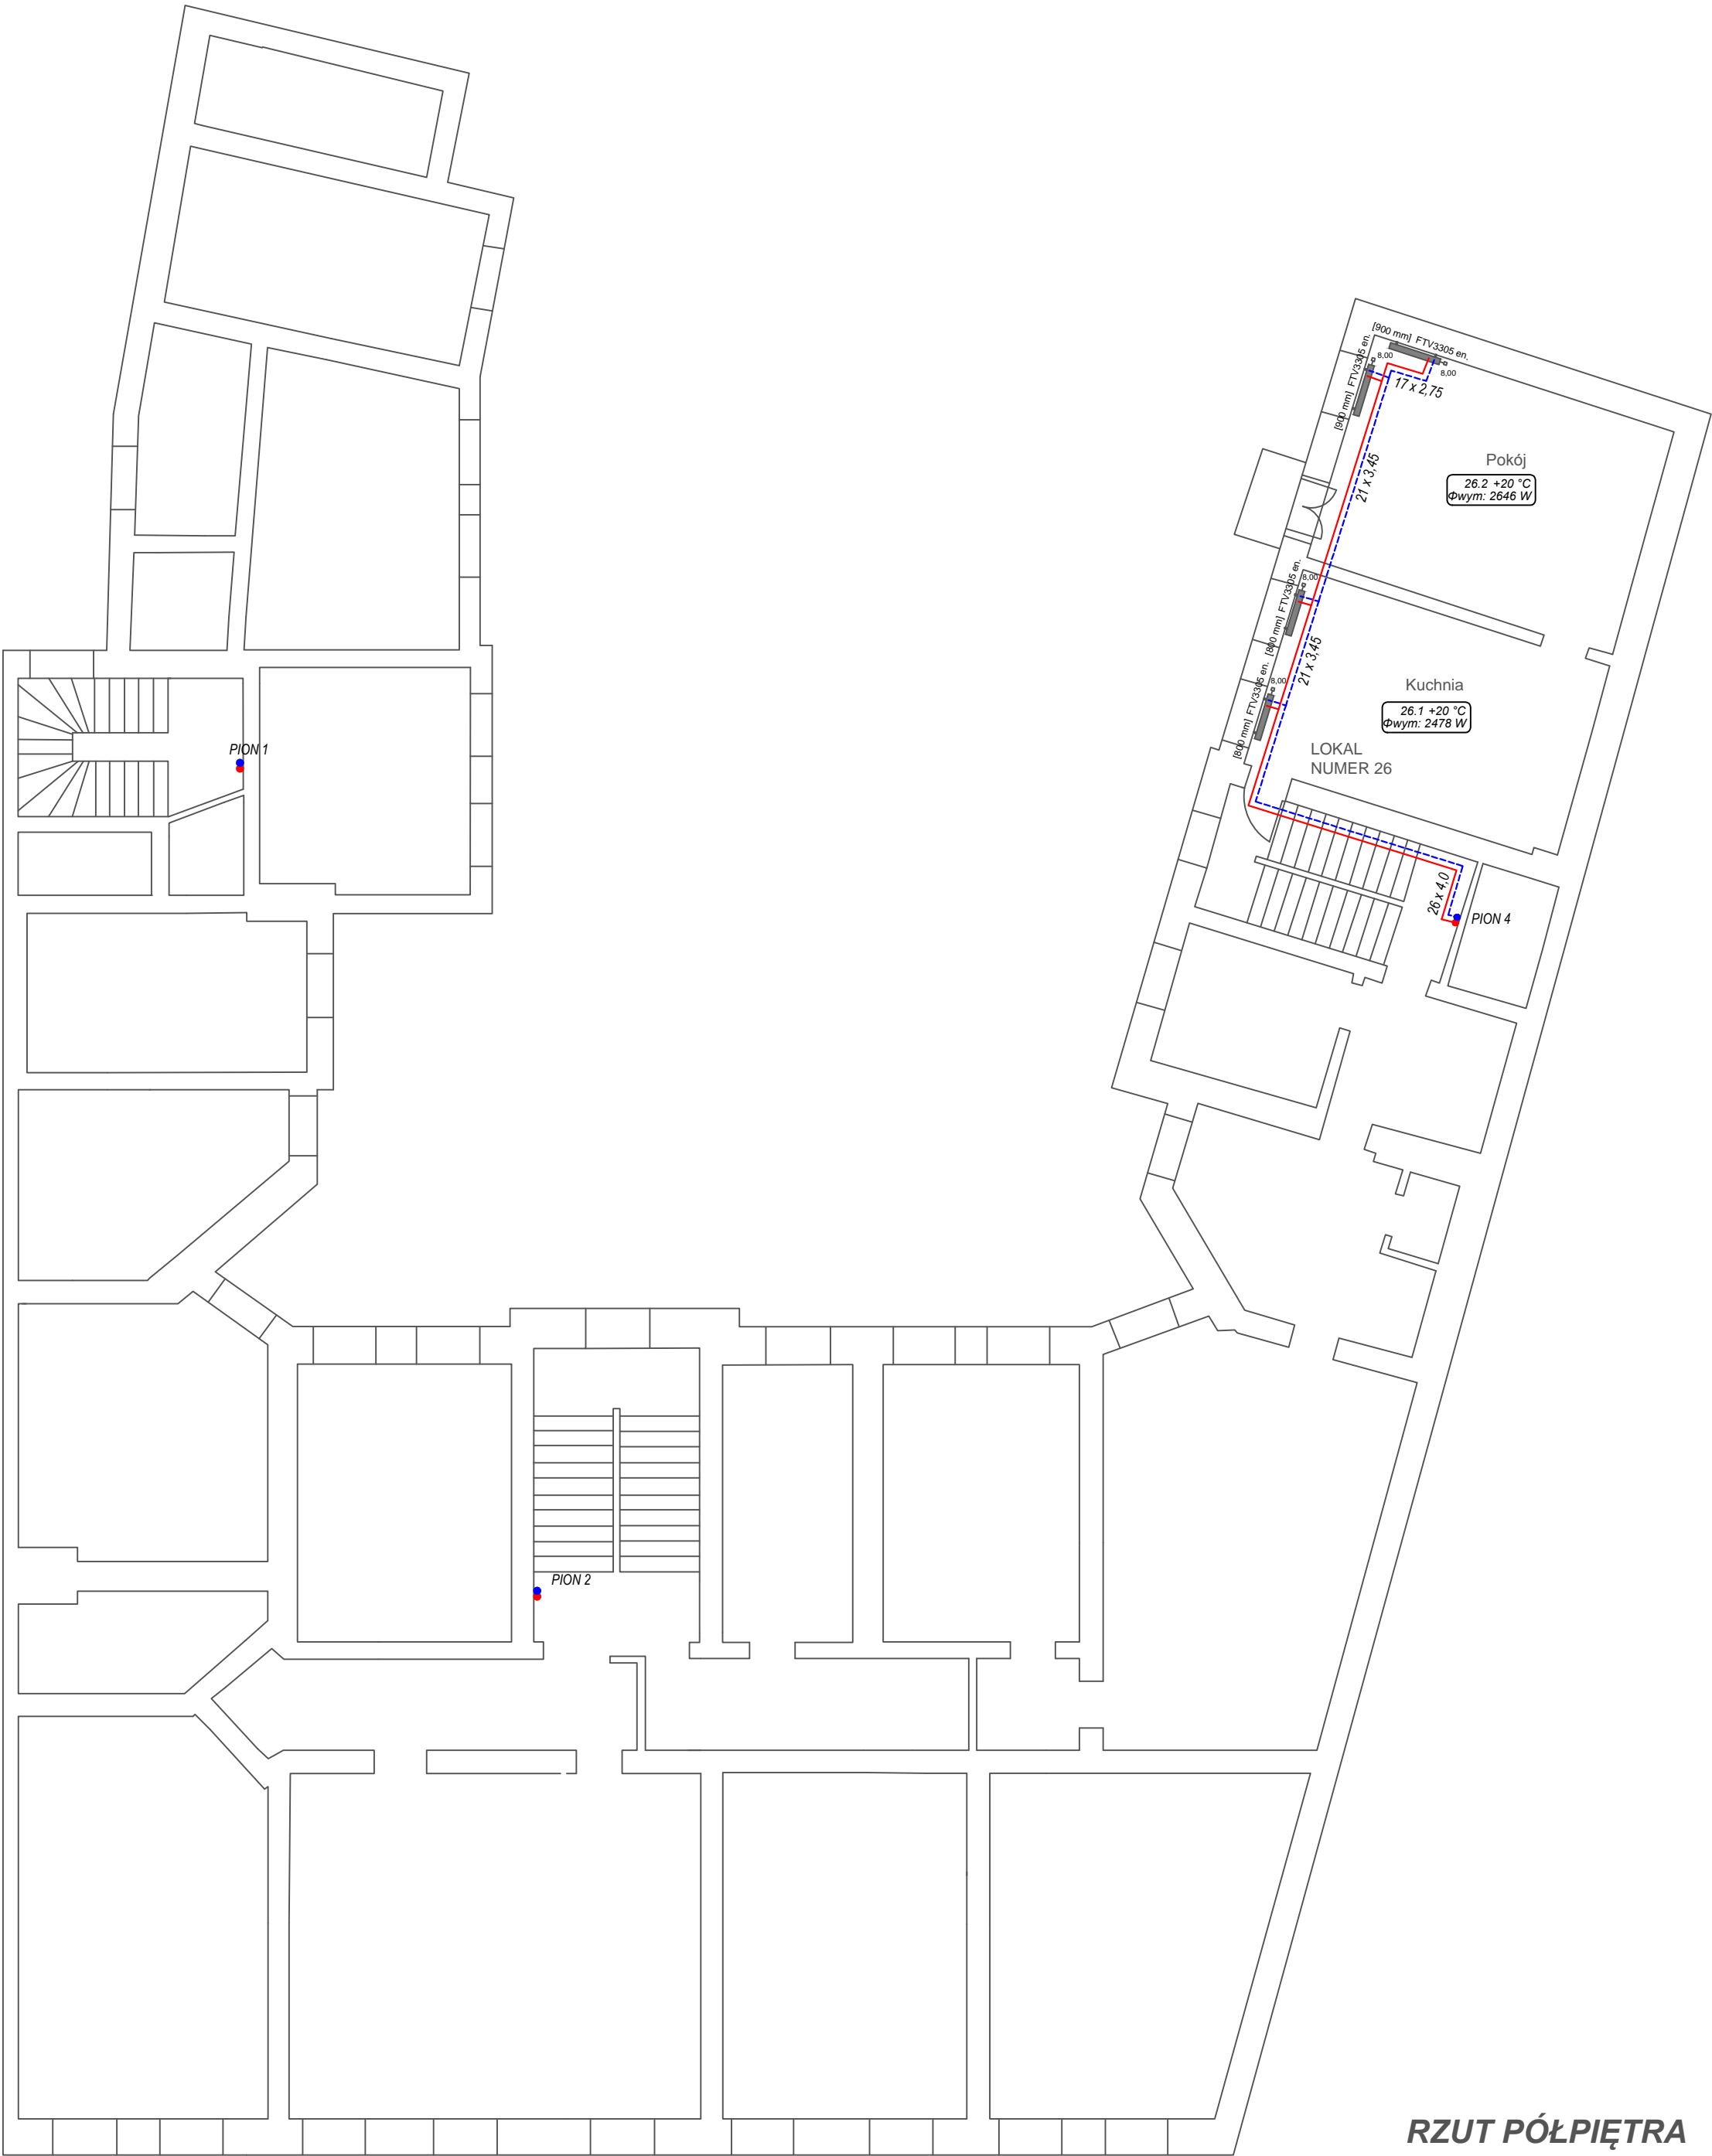 [900 mm] FTV3305 en.
8,00
[900 mm] FTV3305 en.
8,00
17 x 2,75
21 x 3,45
Pokój
26.2 +20 °C
Φwym: 2646 W
[800 mm] FTV3305 en.
8,00
21 x 3,45
[800 mm] FTV3305 en.
8,00
Kuchnia
26.1 +20 °C
Φwym: 2478 W
LOKAL
NUMER 26
PION 1
26 x 4,0
PION 4
PION 2
RZUT PÓŁPIĘTRA